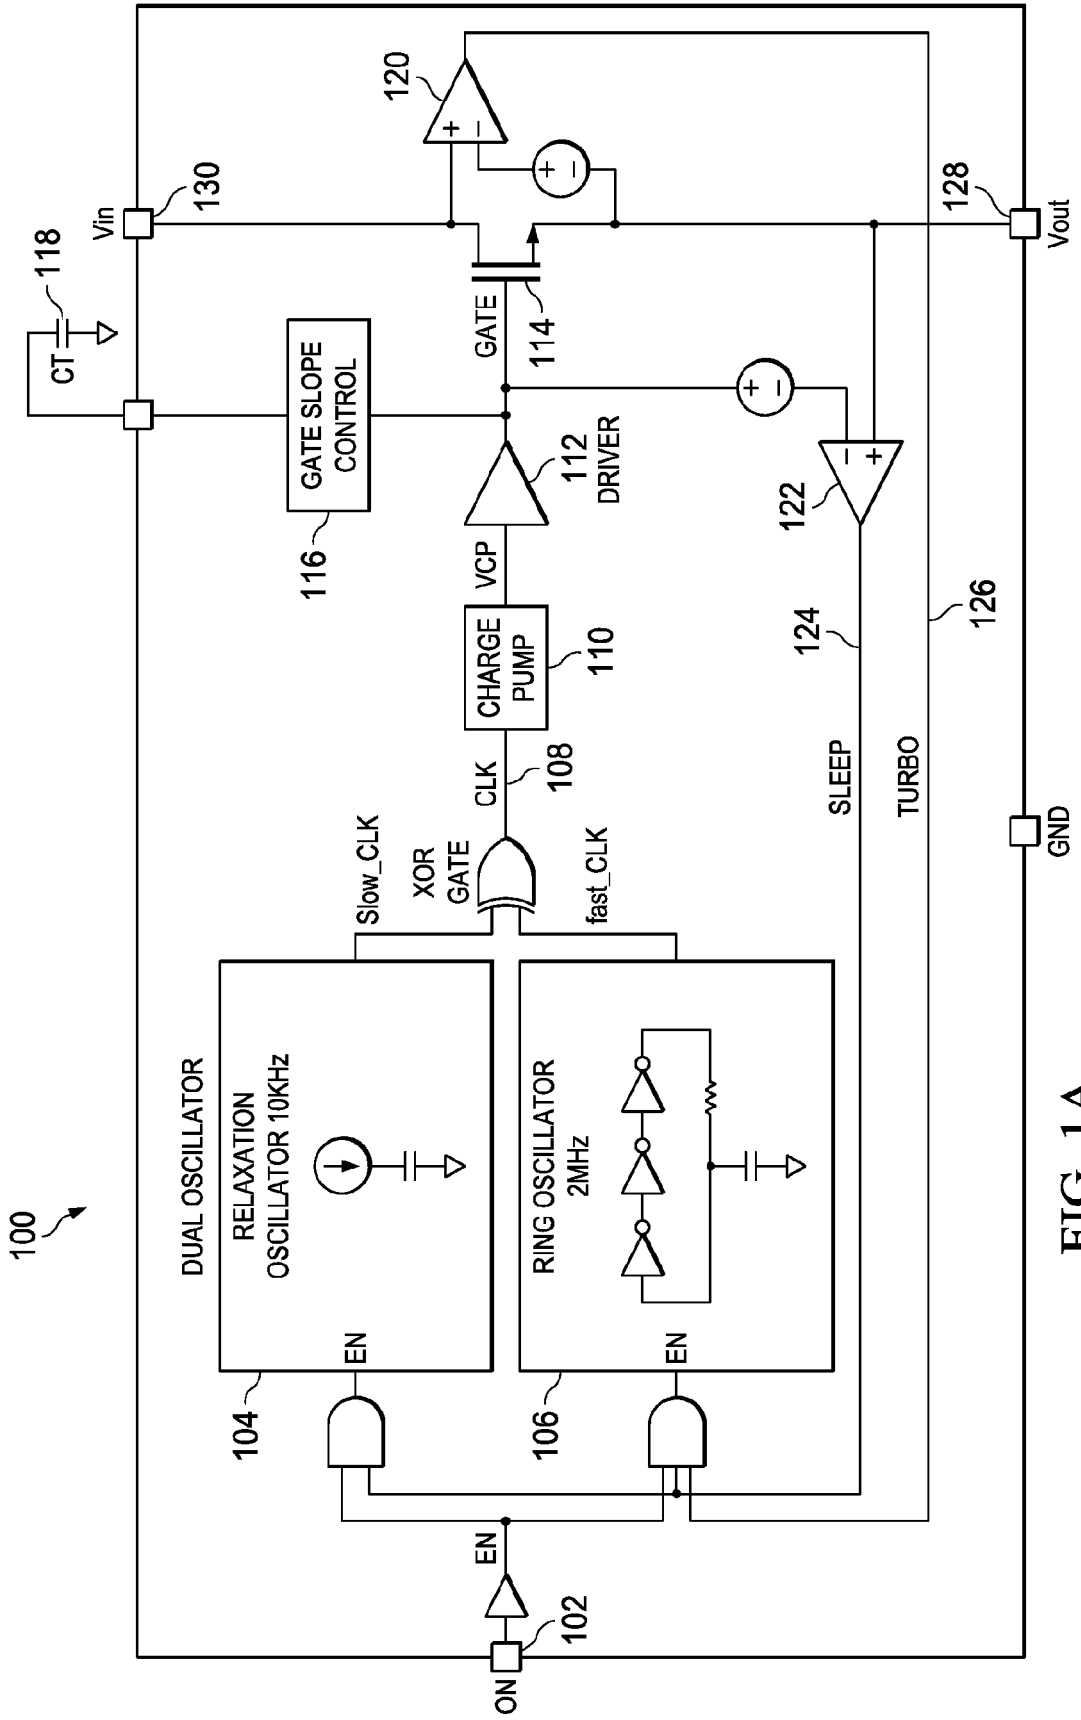 100
DUAL OSCILLATOR
RELAXATION
OSCILLATOR 10KHz
EN
104
RING OSCILLATOR
2MHz
EN
106
ON
102
EN
Slow_CLK
XOR
GATE
fast_CLK
CLK
108
CHARGE
PUMP
110
VCP
112
DRIVER
GATE SLOPE
CONTROL
116
CT
118
GATE
114
Vin
130
+
−
120
+
−
+
−
−
+
122
SLEEP
124
TURBO
126
128
Vout
GND
FIG. 1A